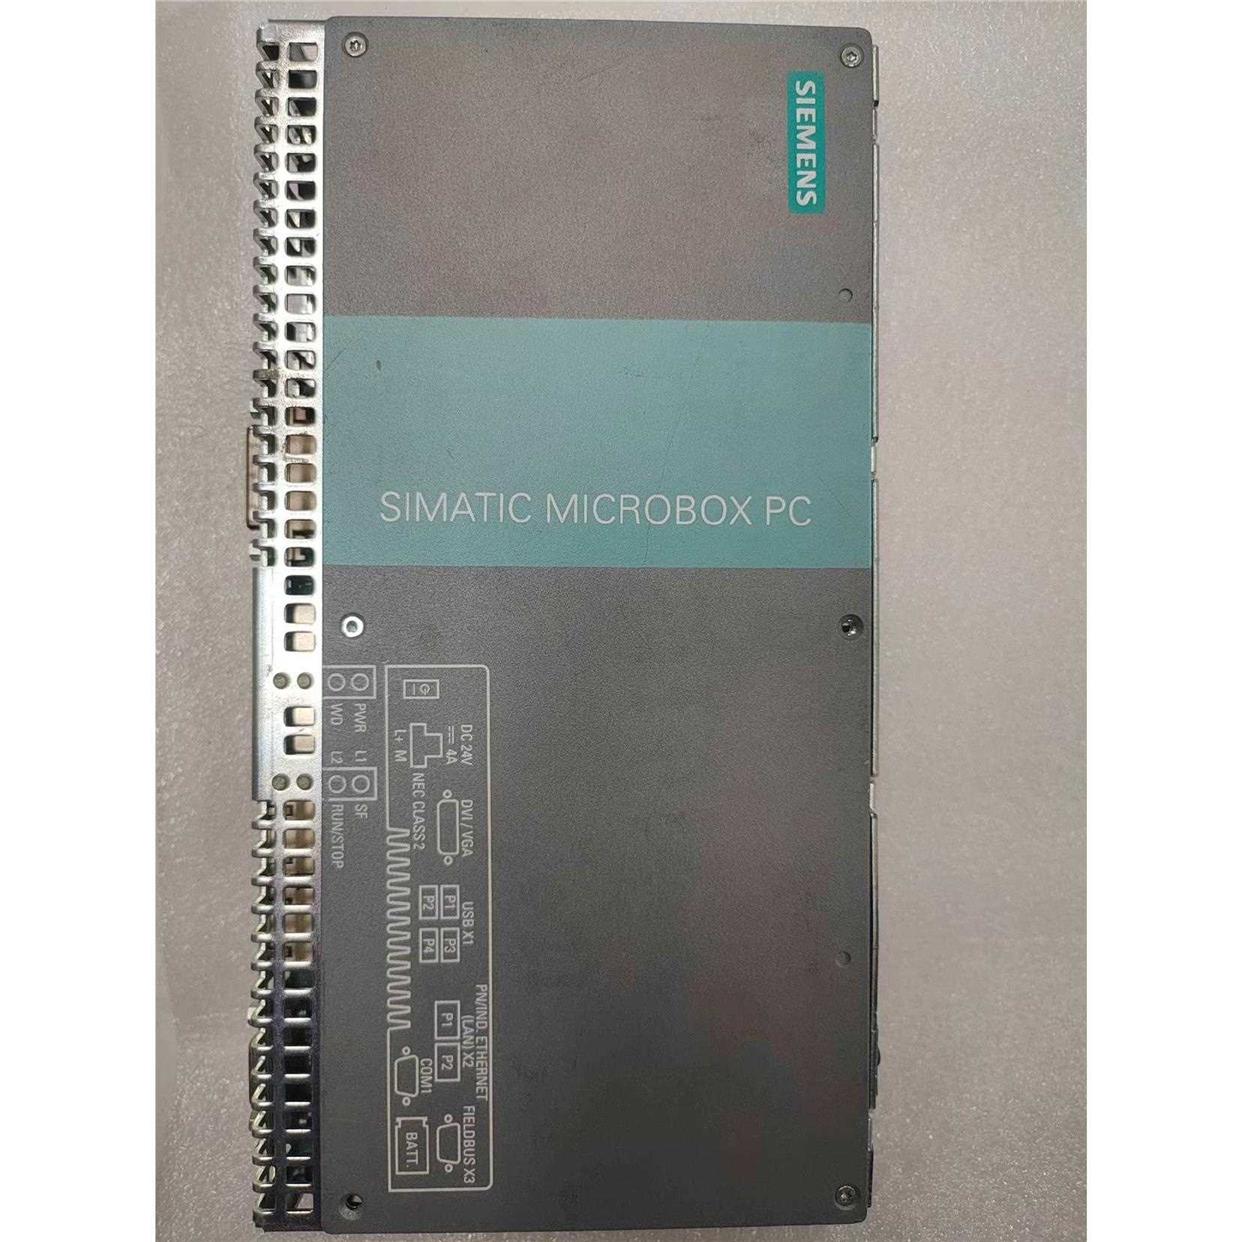 SIEMENS
SIMATIC MICROBOX PC
PWR
WD
L1
L2
SF
RUN/STOP
DC 24V
4A
L+ M
NEC CLASS 2
DVI / VGA
USB X1
P1
P3
P2
P4
PN/IND. ETHERNET
(LAN) X2
P1
P2
COM1
FIELDBUS X3
BATT.